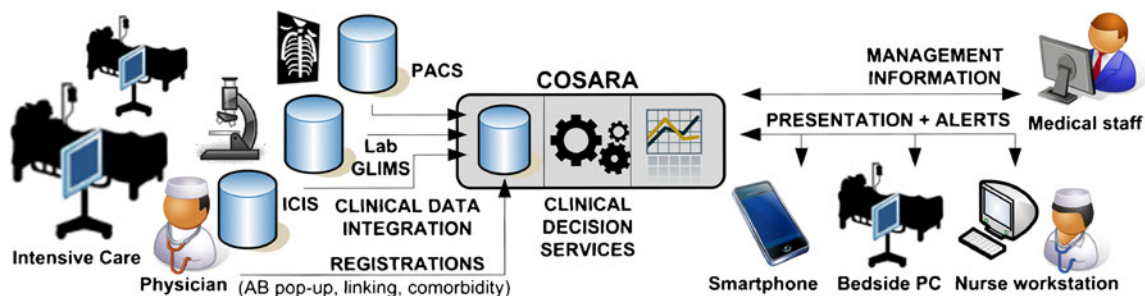 PACS
COSARA
Lab
GLIMS
ICIS
CLINICAL DATA
INTEGRATION
CLINICAL
DECISION
SERVICES
REGISTRATIONS
(AB pop-up, linking, comorbidity)
Intensive Care
Physician
MANAGEMENT
INFORMATION
PRESENTATION + ALERTS
Medical staff
Smartphone
Bedside PC
Nurse workstation